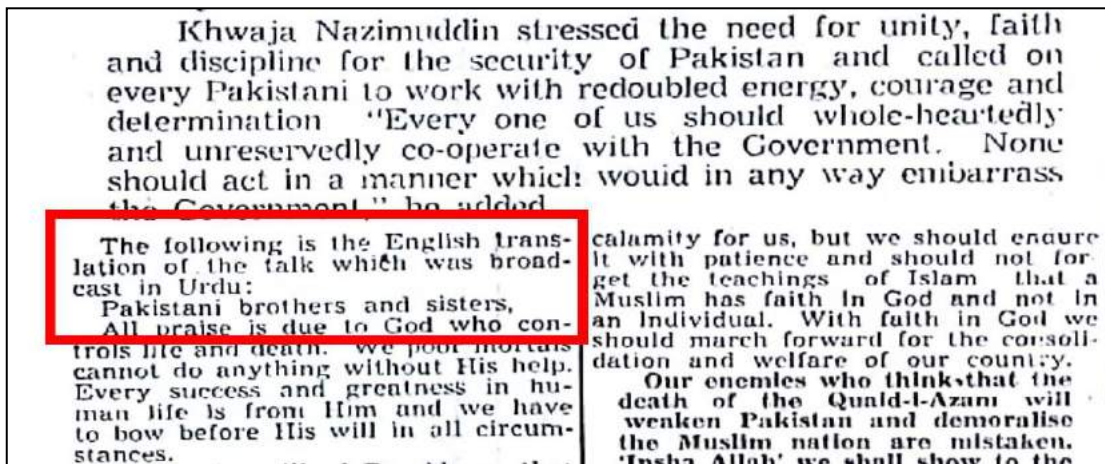 Khwaja Nazimuddin stressed the need for unity, faith
and discipline for the security of Pakistan and called on
every Pakistani to work with redoubled energy, courage and
determination "Every one of us should whole-heartedly
and unreservedly co-operate with the Government. None
should act in a manner which would in any way embarrass
the Government," he added.
The following is the English trans-
lation of the talk which was broad-
cast in Urdu:
Pakistani brothers and sisters,
All praise is due to God who con-
trols life and death. We poor mortals
cannot do anything without His help.
Every success and greatness in hu-
man life is from Him and we have
to bow before His will in all circum-
stances.
that
calamity for us, but we should endure
it with patience and should not for
get the teachings of Islam that a
Muslim has faith in God and not in
an Individual. With faith in God we
should march forward for the consoli-
dation and welfare of our country.
Our enemies who think that the
death of the Quaid-I-Azam will
weaken Pakistan and demoralise
the Muslim nation are mistaken.
'Insha Allah' we shall show to the